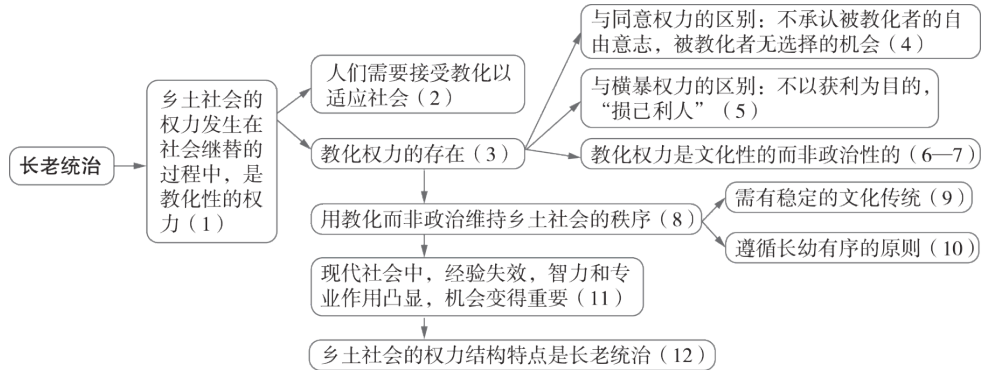 长老统治
乡土社会的
权力发生在
社会继替的
过程中，是
教化性的权
力（1）
人们需要接受教化以
适应社会（2）
教化权力的存在（3）
与同意权力的区别：不承认被教化者的自
由意志，被教化者无选择的机会（4）
与横暴权力的区别：不以获利为目的，
“损己利人”（5）
教化权力是文化性的而非政治性的（6—7）
用教化而非政治维持乡土社会的秩序（8）
需有稳定的文化传统（9）
遵循长幼有序的原则（10）
现代社会中，经验失效，智力和专
业作用凸显，机会变得重要（11）
乡土社会的权力结构特点是长老统治（12）